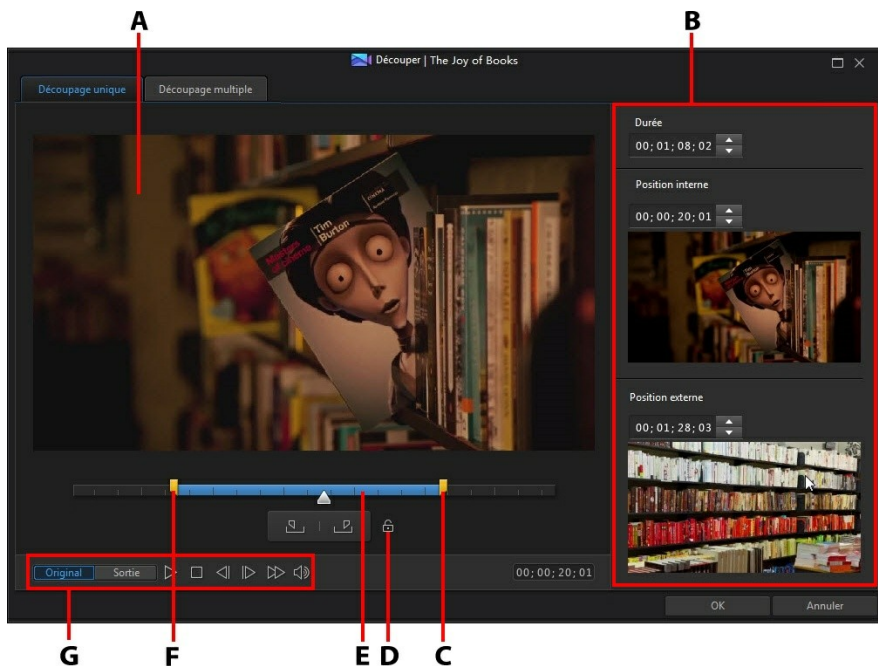 A
B
Découper | The Joy of Books
Découpage unique
Découpage multiple
Durée
00; 01; 08; 02
Position interne
00; 00; 20; 01
Tim
Burton
Position externe
00; 01; 28; 03
Original
Sortie
00; 00; 20; 01
OK
Annuler
G
F
E
D
C